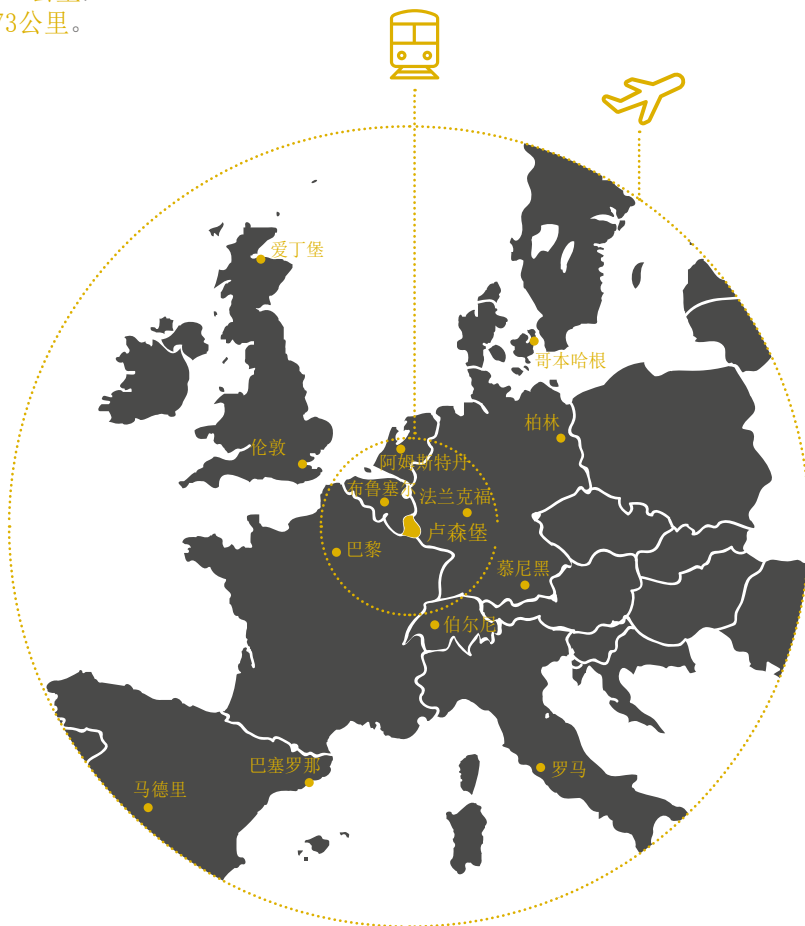 73公里。
爱丁堡
哥本哈根
柏林
伦敦
阿姆斯特丹
布鲁塞尔
法兰克福
卢森堡
巴黎
慕尼黑
伯尔尼
巴塞罗那
罗马
马德里